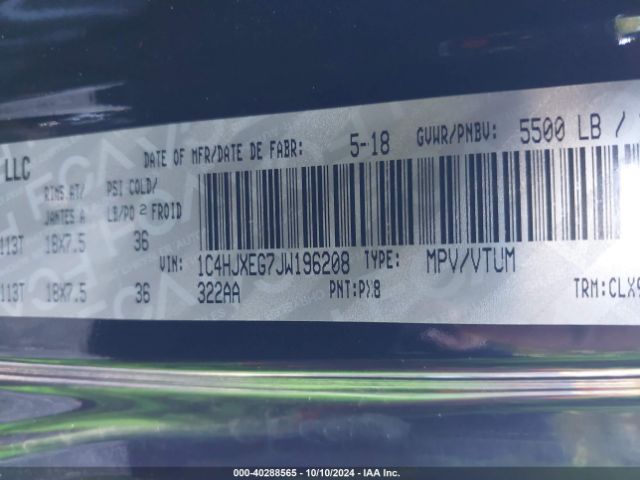 LLC DATE OF MFR/DATE DE FABR: 5-18 GVWR/PNBV: 5500 LB /
RIMS AT/ PSI COLD/
JANTES A LB/PO 2 FROID
113T 18X7.5 36
VIN: 1C4HJXEG7JW196208 TYPE: MPV/VTUM
113T 18X7.5 36 322AA PNT:PX8 TRM:CLX9
000-40288565 - 10/10/2024 - IAA Inc.